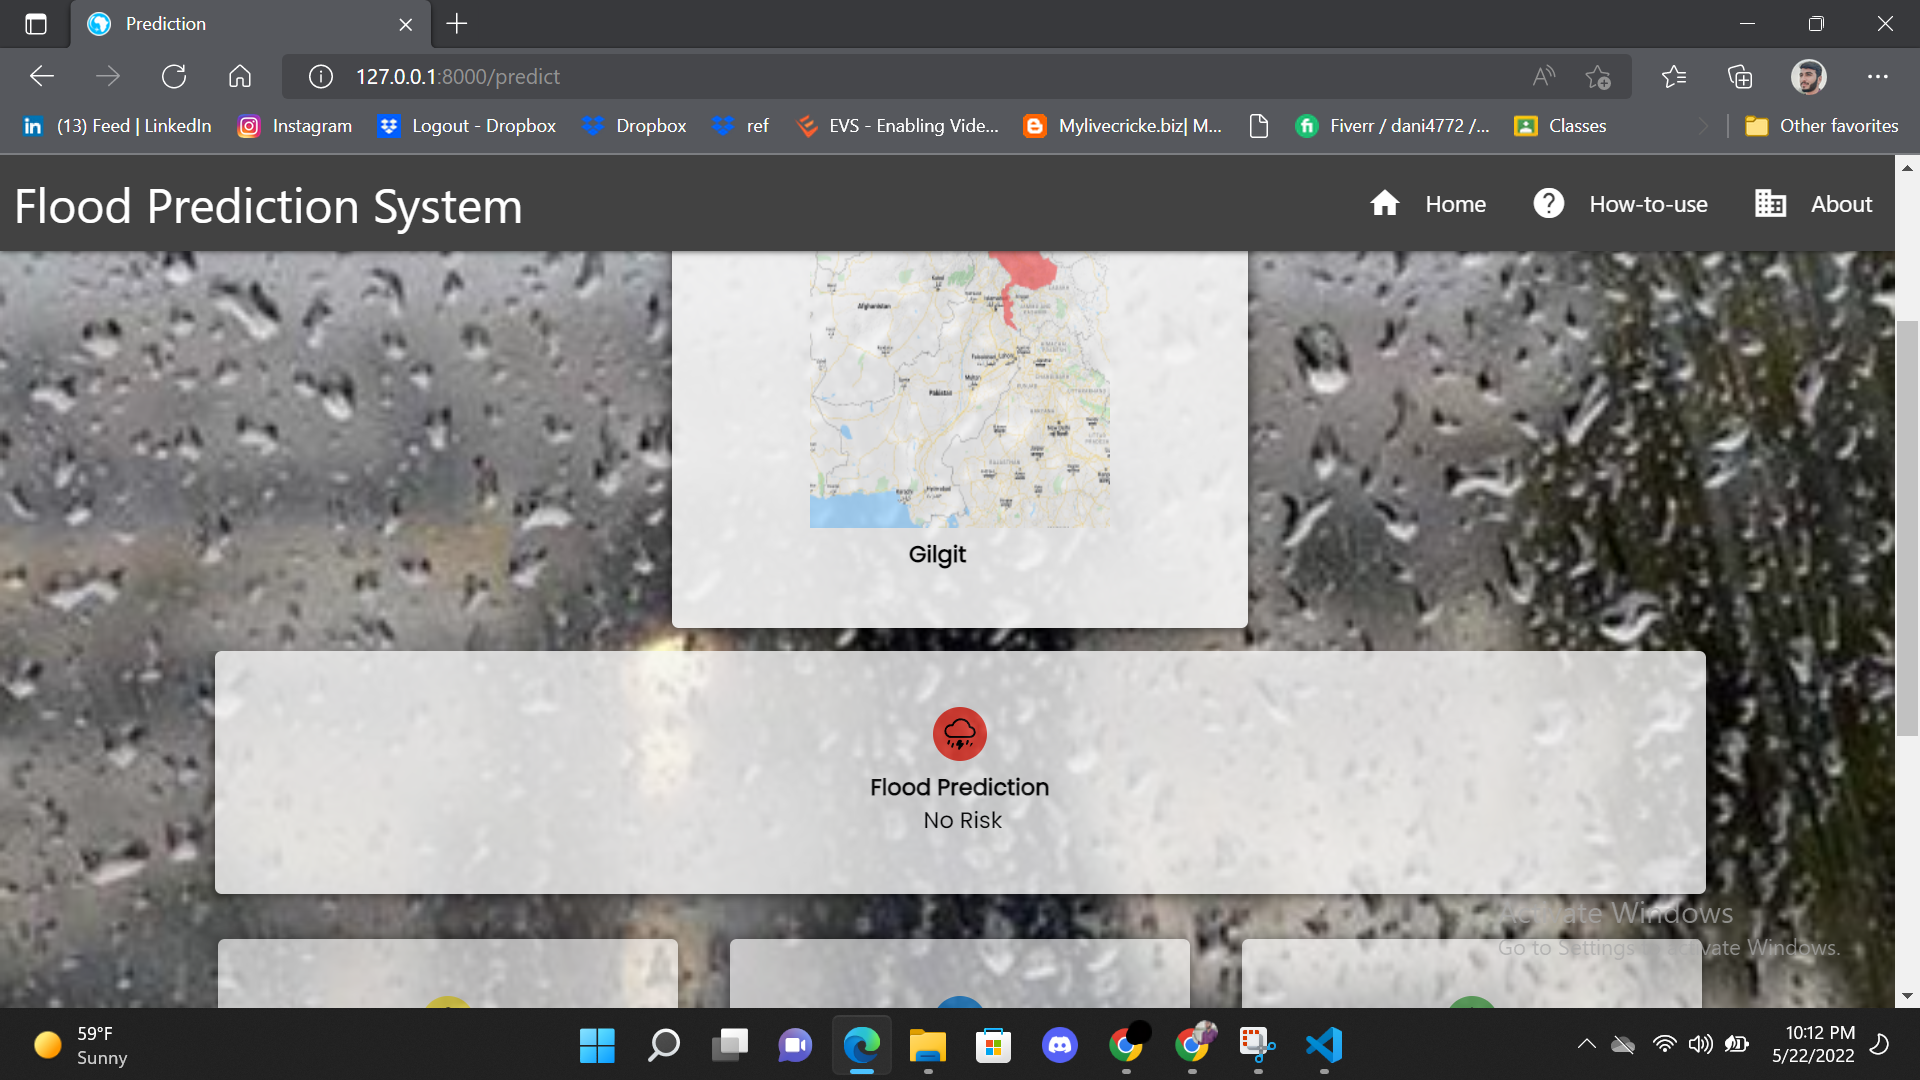 Prediction
127.0.0.1:8000/predict
(13) Feed | LinkedIn
Instagram
Logout - Dropbox
Dropbox
ref
EVS - Enabling Vide...
Mylivecricke.biz| M...
Fiverr / dani4772 /...
Classes
Other favorites
Flood Prediction System
Home
How-to-use
About
Afghanistan
Pakistan
Gilgit
Flood Prediction
No Risk
Activate Windows
Go to Settings to activate Windows.
59°F
Sunny
10:12 PM
5/22/2022